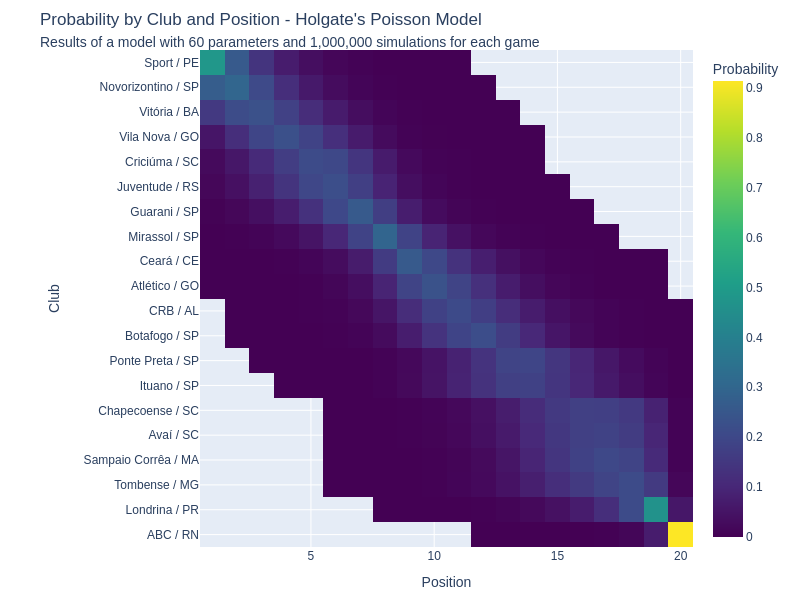 Probability by Club and Position - Holgate's Poisson Model
Results of a model with 60 parameters and 1,000,000 simulations for each game
Probability
Club
Sport / PE
Novorizontino / SP
Vitória / BA
Vila Nova / GO
Criciúma / SC
Juventude / RS
Guarani / SP
Mirassol / SP
Ceará / CE
Atlético / GO
CRB / AL
Botafogo / SP
Ponte Preta / SP
Ituano / SP
Chapecoense / SC
Avaí / SC
Sampaio Corrêa / MA
Tombense / MG
Londrina / PR
ABC / RN
5 10 15 20
Position
0.9
0.8
0.7
0.6
0.5
0.4
0.3
0.2
0.1
0